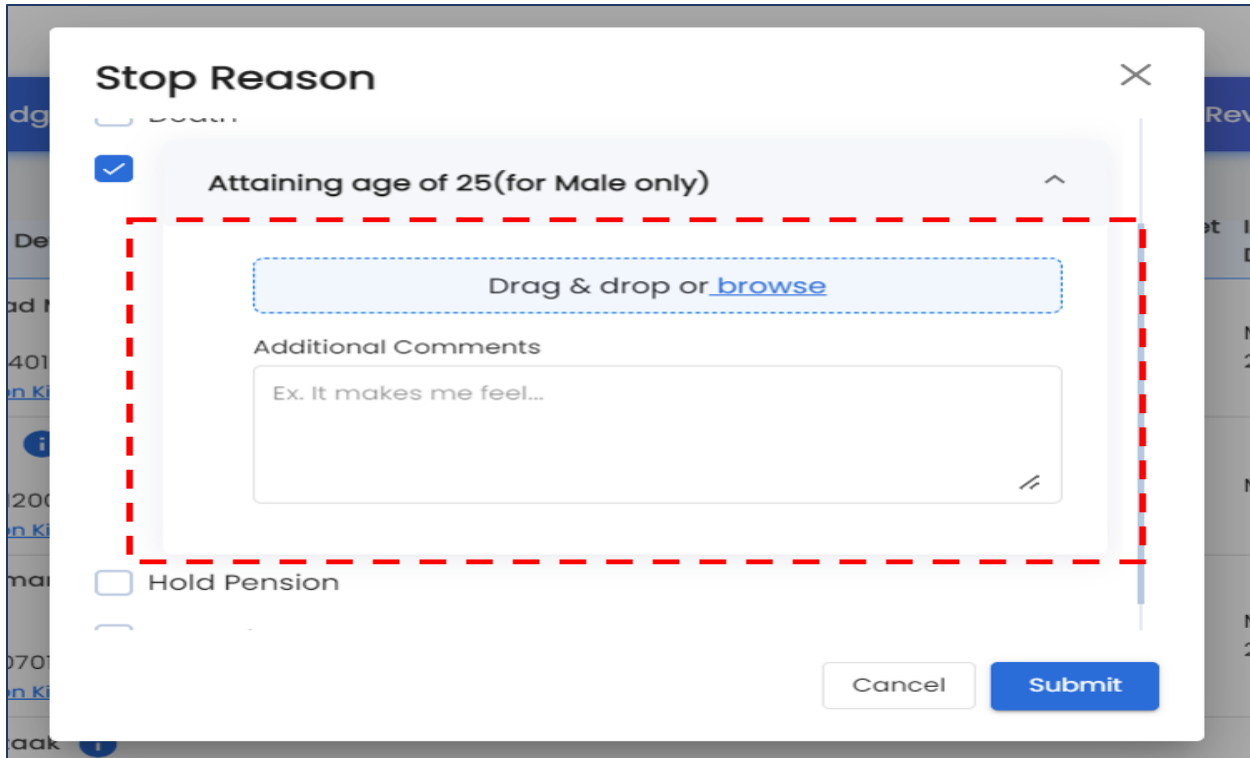 Stop Reason
Death
Attaining age of 25(for Male only)
Drag & drop or browse
Additional Comments
Ex. It makes me feel...
Hold Pension
Cancel
Submit